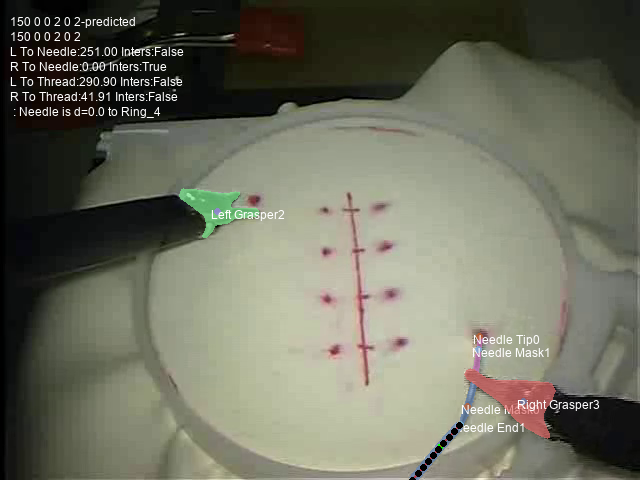 150 0 0 2 0 2-predicted
150 0 0 2 0 2
L To Needle:251.00 Inters:False
R To Needle:0.00 Inters:True
L To Thread:290.90 Inters:False
R To Thread:41.91 Inters:False
: Needle is d=0.0 to Ring_4
Left Grasper2
Needle Tip0
Needle Mask1
Right Grasper3
Needle Mask
eedle End1